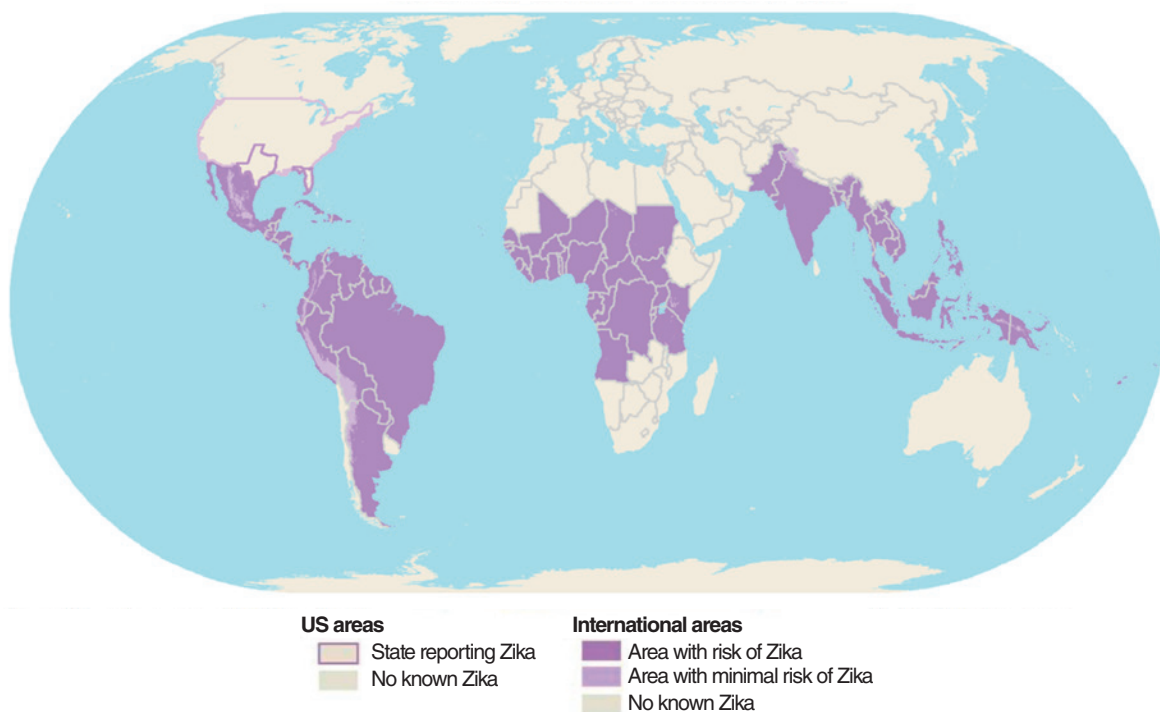 US areas
State reporting Zika
No known Zika
International areas
Area with risk of Zika
Area with minimal risk of Zika
No known Zika